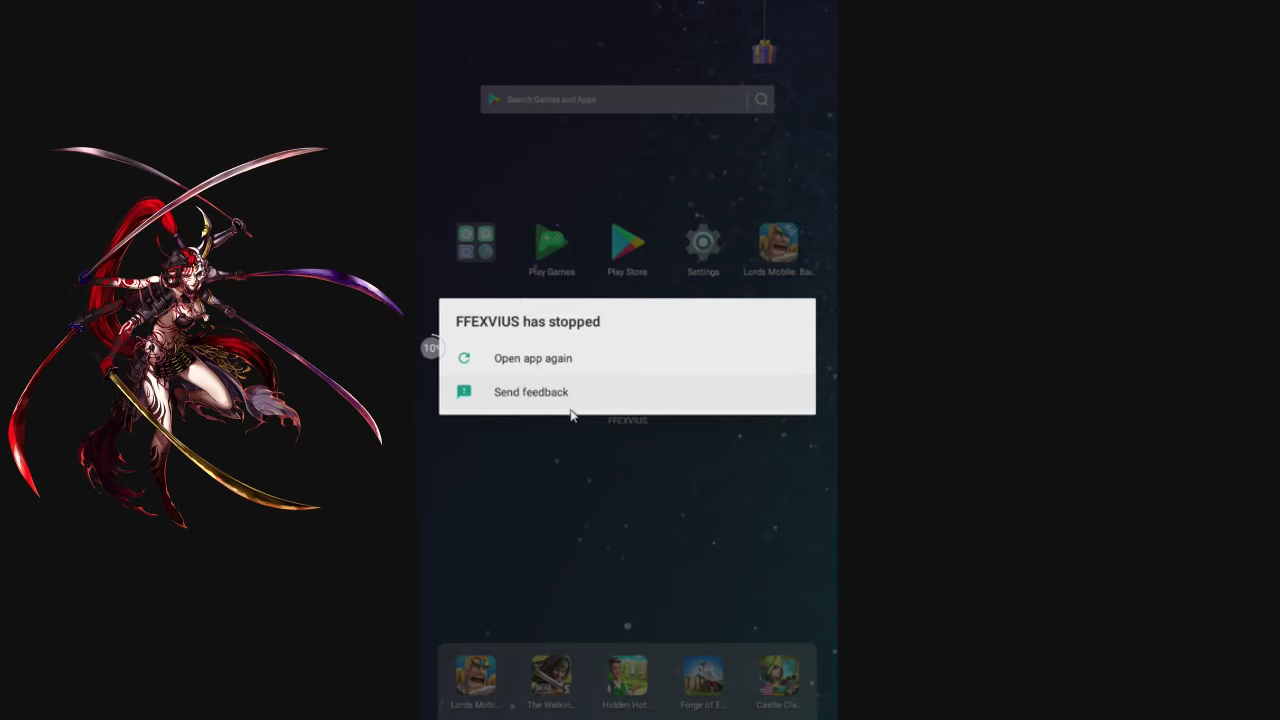 Search Games and Apps
Play Games
Play Store
Settings
Lords Mobile: Ba..
FFEXVIUS has stopped
10
Open app again
Send feedback
FFEXVIUS
Lords Mobi..
The Walkin..
Hidden Hot..
Forge of E..
Castle Cla..